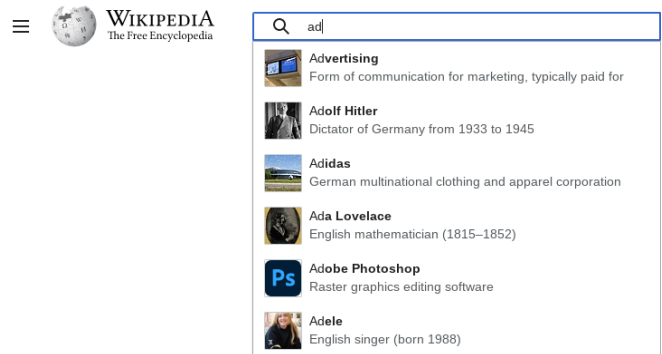 WIKIPEDIA
The Free Encyclopedia
ad
Advertising
Form of communication for marketing, typically paid for
Adolf Hitler
Dictator of Germany from 1933 to 1945
Adidas
German multinational clothing and apparel corporation
Ada Lovelace
English mathematician (1815–1852)
Ps
Adobe Photoshop
Raster graphics editing software
Adele
English singer (born 1988)